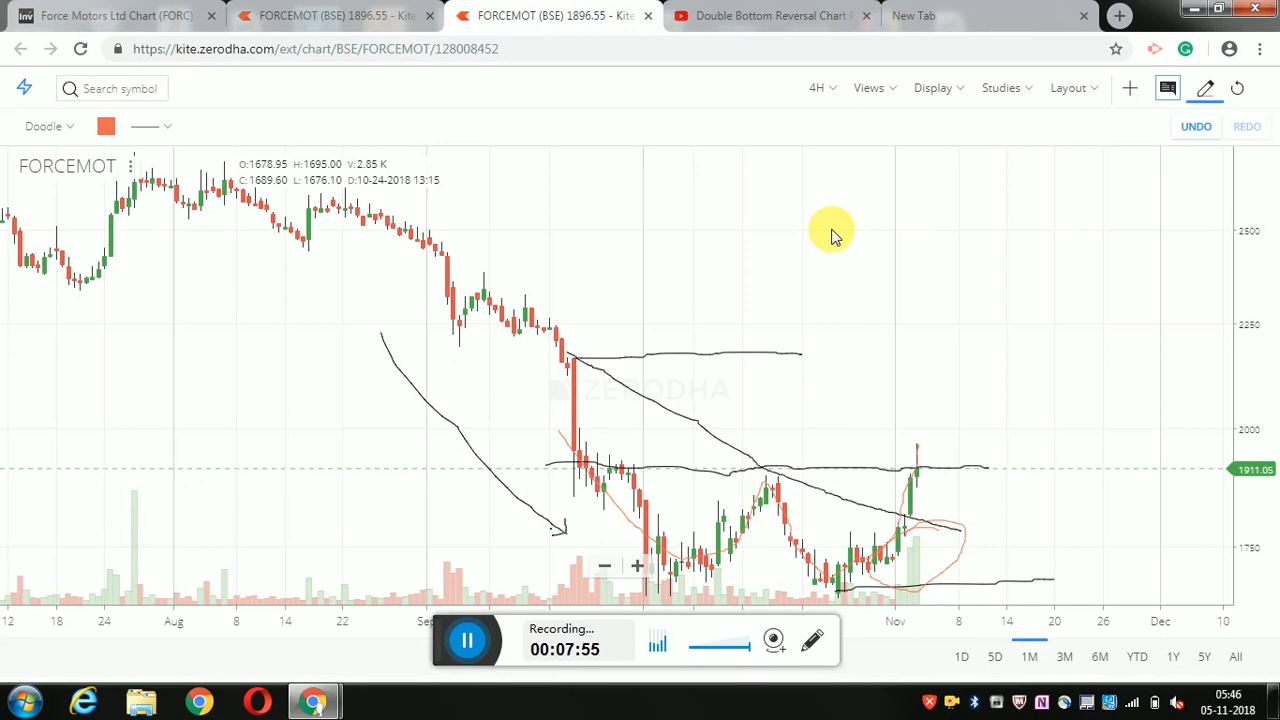 Force Motors Ltd Chart (FORC)
FORCEMOT (BSE) 1896.55 - Kite
FORCEMOT (BSE) 1896.55 - Kite
Double Bottom Reversal Chart P
New Tab
https://kite.zerodha.com/ext/chart/BSE/FORCEMOT/128008452
Search symbol
4H
Views
Display
Studies
Layout
Doodle
UNDO
REDO
FORCEMOT
O:1678.95 H:1695.00 V:2.85 K
C:1689.60 L: 1676.10 D:10-24-2018 13:15
2500
2250
2000
1911.05
1750
ZERODHA
12 18 24 Aug 8 14 22 Sep Nov 8 14 20 26 Dec 10
Recording...
00:07:55
1D 5D 1M 3M 6M YTD 1Y 5Y All
05:46
05-11-2018